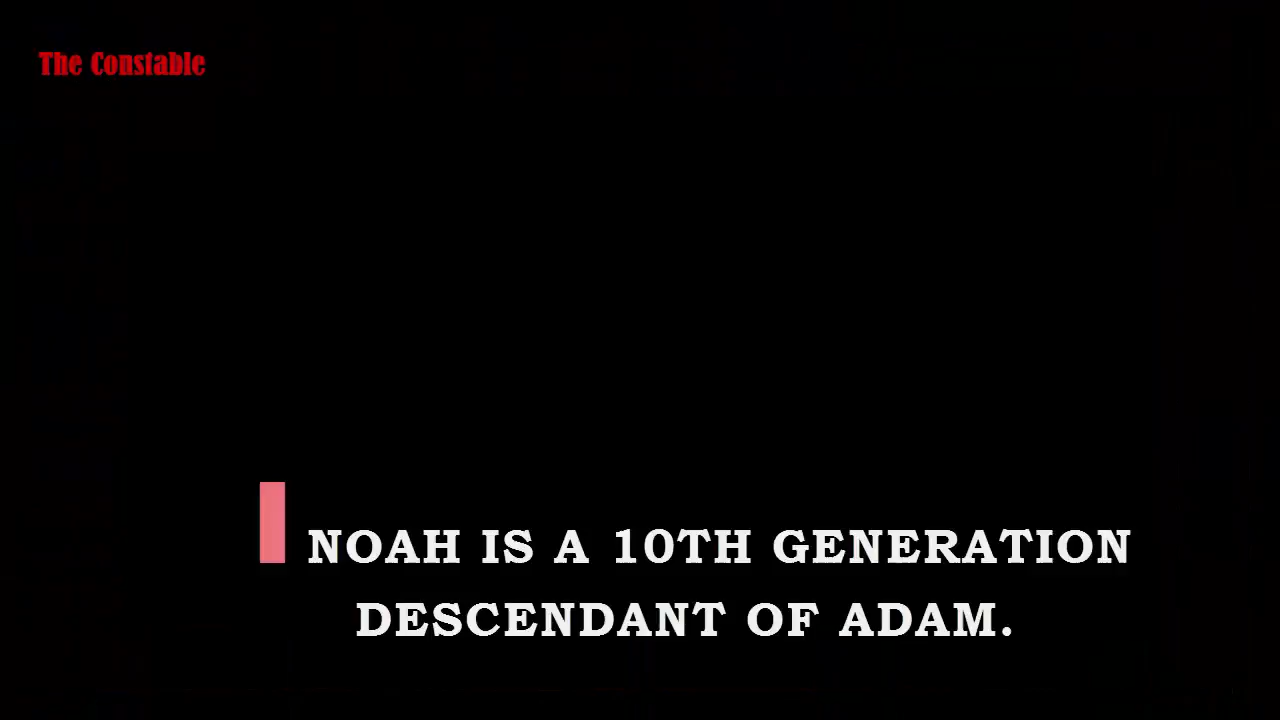 The Constable
NOAH IS A 10TH GENERATION
DESCENDANT OF ADAM.